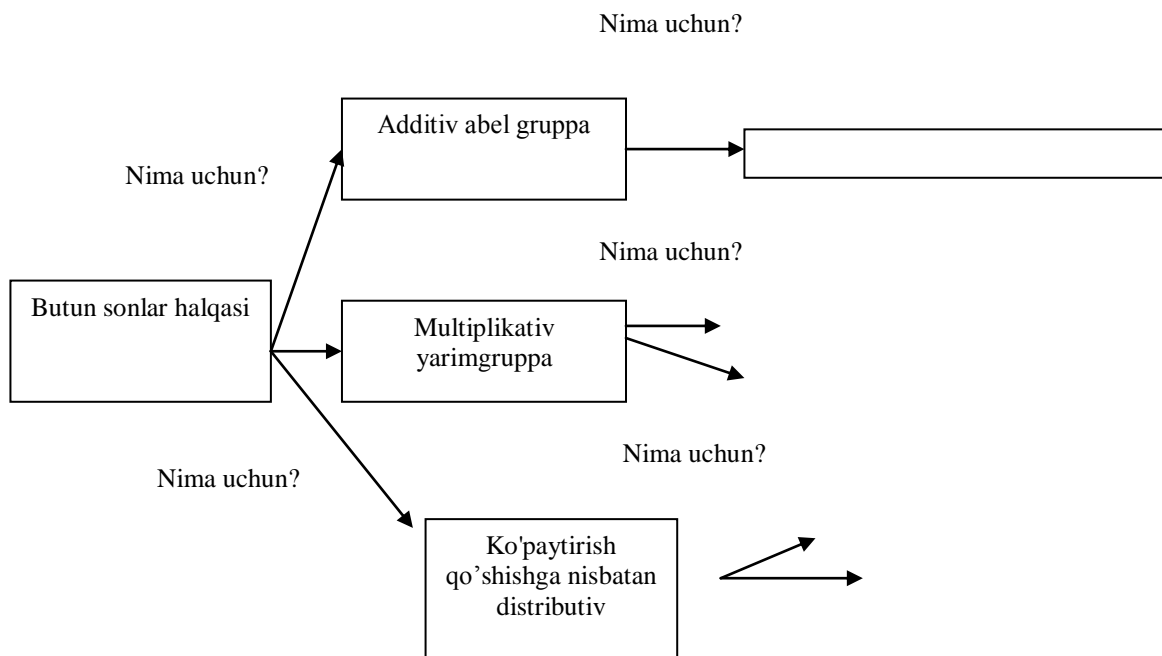 Nima uchun?
Additiv abel gruppa
Nima uchun?
Nima uchun?
Butun sonlar halqasi
Multiplikativ
yarimgruppa
Nima uchun?
Nima uchun?
Ko'paytirish
qo’shishga nisbatan
distributiv